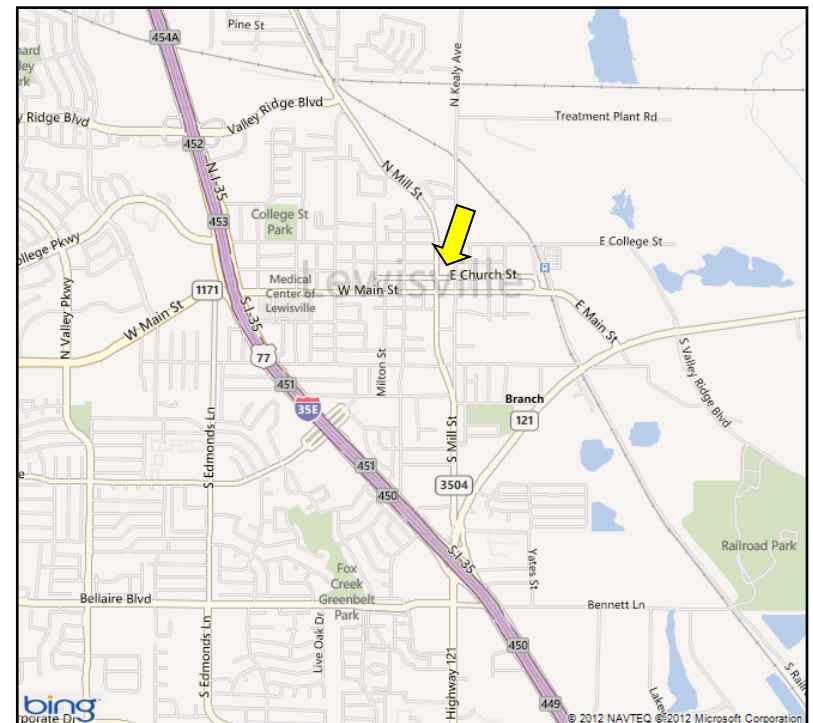 454A
Pine St
N Kealy Ave
Valley Ridge Blvd
Treatment Plant Rd
y Ridge Blvd
452
N I-35
N Mill St
College St
Park
453
E College St
ollege Pkwy
E Church St
Lewisville
Medical
Center of
Lewisville
W Main St
1171
W Main St
S I-35
E Main St
N Valley Pkwy
77
Milton St
S Valley Ridge Blvd
451
35E
Branch
121
S Edmonds Ln
S Mill St
451
450
3504
Railroad Park
S I-35
Yates St
Fox
Creek
Greenbelt
Park
Bellaire Blvd
Bennett Ln
Live Oak Dr
S Edmonds Ln
450
Highway 121
449
bing
© 2012 NAVTEQ © 2012 Microsoft Corporation